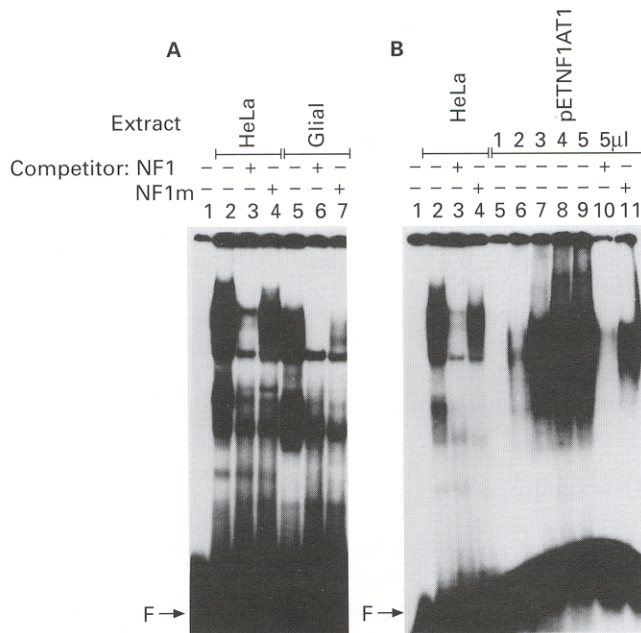 A
B
Extract
HeLa
Glial
HeLa
pETNF1AT1
1 2 3 4 5 5µl
Competitor: NF1 – – + – – + – – – + – – – – – – + –
NF1m – – – + – – + – – – + – – – – – – +
1 2 3 4 5 6 7 1 2 3 4 5 6 7 8 9 10 11
F
F